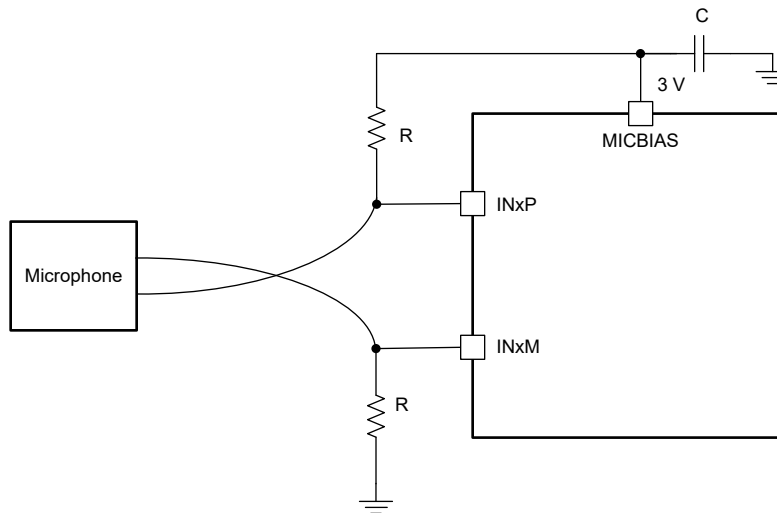 C
3 V
R
MICBIAS
INxP
Microphone
INxM
R